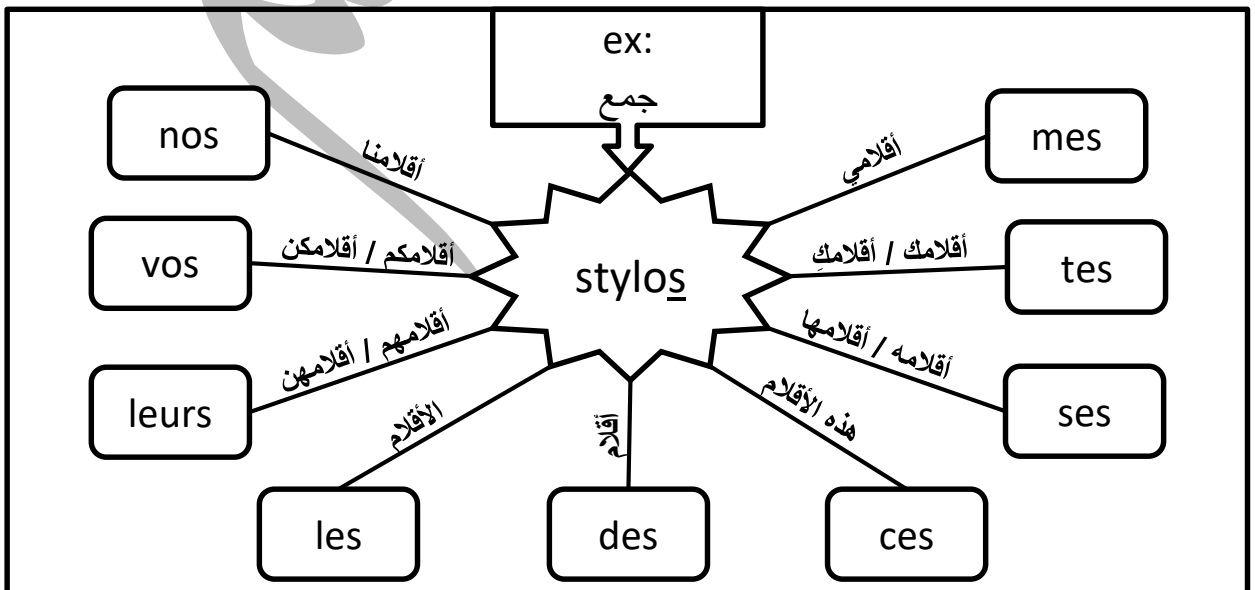 ex:
جمع
nos
أقلامنا
أقلامي
mes
vos
أقلامكم / أقلامكن
stylos
أقلامك / أقلامكِ
tes
leurs
أقلامهم / أقلامهن
أقلامه / أقلامها
ses
الأقلام
أقلام
هذه الأقلام
les
des
ces